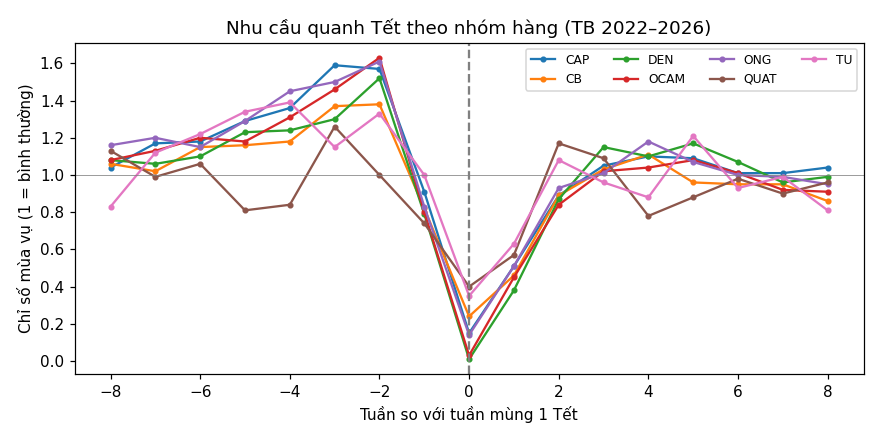 Nhu cầu quanh Tết theo nhóm hàng (TB 2022–2026)
Chỉ số mùa vụ (1 = bình thường)
1.6
1.4
1.2
1.0
0.8
0.6
0.4
0.2
0.0
CAP DEN ONG TU
CB OCAM QUAT
−8 −6 −4 −2 0 2 4 6 8
Tuần so với tuần mùng 1 Tết